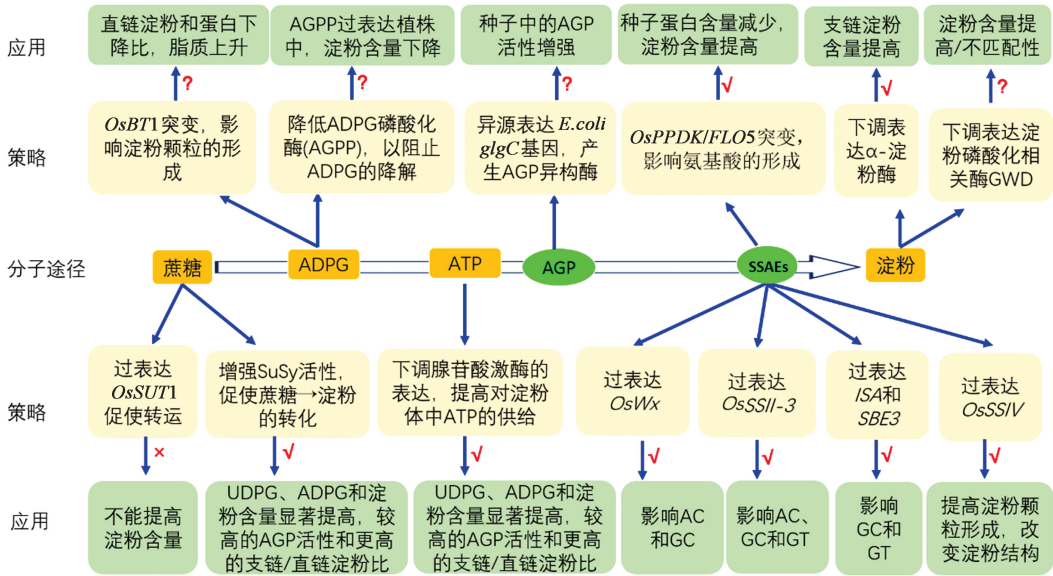 应用
直链淀粉和蛋白下
降比，脂质上升
AGPP过表达植株
中，淀粉含量下降
种子中的AGP
活性增强
种子蛋白含量减少，
淀粉含量提高
支链淀粉
含量提高
淀粉含量提
高/不匹配性
?
?
?
√
√
?
策略
OsBT1突变，影
响淀粉颗粒的形
成
降低ADPG磷酸化
酶(AGPP)，以阻止
ADPG的降解
异源表达E.coli
glgC基因，产
生AGP异构酶
OsPPDK/FLO5突变，
影响氨基酸的形成
下调表
达α-淀
粉酶
下调表达淀
粉磷酸化相
关酶GWD
分子途径
蔗糖
ADPG
ATP
AGP
SSAEs
淀粉
策略
过表达
OsSUT1
促使转运
增强SuSy活性，
促使蔗糖→淀粉
的转化
下调腺苷酸激酶的
表达，提高对淀粉
体中ATP的供给
过表达
OsWx
过表达
OsSSII-3
过表达
ISA和
SBE3
过表达
OsSSIV
×
√
√
√
√
√
√
应用
不能提高
淀粉含量
UDPG、ADPG和淀
粉含量显著提高，较
高的AGP活性和更高
的支链/直链淀粉比
UDPG、ADPG和淀
粉含量显著提高，较
高的AGP活性和更高
的支链/直链淀粉比
影响AC
和GC
影响AC、
GC和GT
影响
GC和
GT
提高淀粉颗
粒形成，改
变淀粉结构